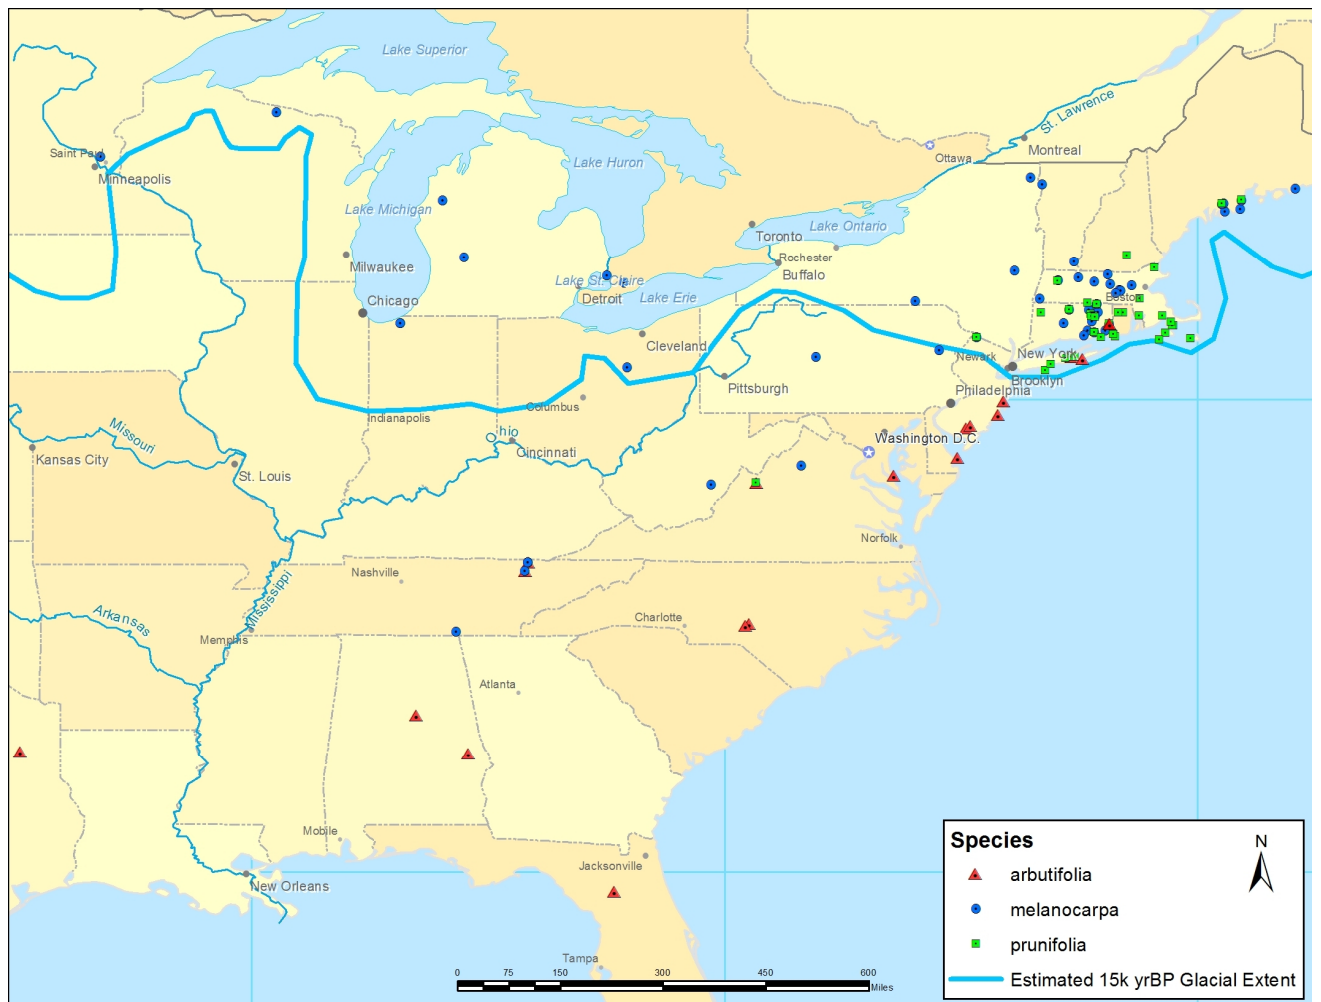 Lake Superior
St. Lawrence
Ottawa
Montreal
Saint Paul
Minneapolis
Lake Huron
Lake Michigan
Lake Ontario
Toronto
Rochester
Buffalo
Milwaukee
Lake St. Claire
Detroit
Lake Erie
Boston
Chicago
Cleveland
Newark
New York
Brooklyn
Pittsburgh
Philadelphia
Columbus
Indianapolis
Missouri
Ohio
Washington D.C.
Kansas City
Cincinnati
St. Louis
Norfolk
Nashville
Mississippi
Arkansas
Charlotte
Memphis
Atlanta
Mobile
Jacksonville
New Orleans
Tampa
0 75 150 300 450 600
Miles
Species
N
arbutifolia
melanocarpa
prunifolia
Estimated 15k yrBP Glacial Extent